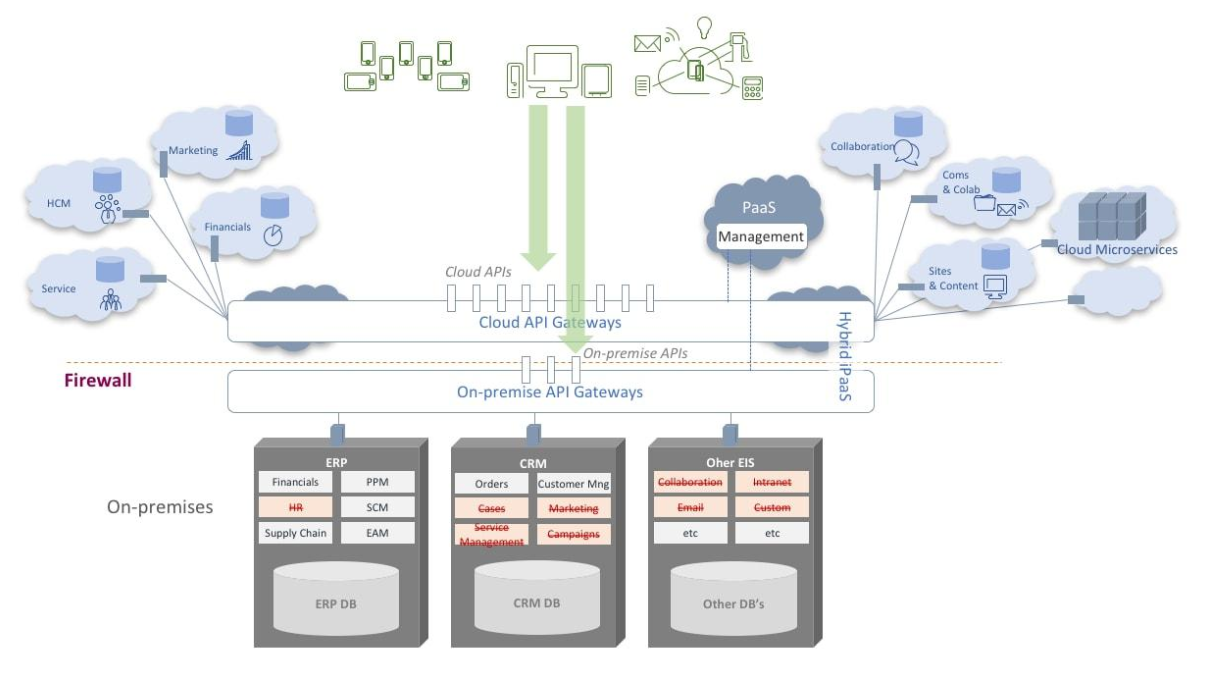 Marketing
Collaboration
HCM
Coms
& Colab
PaaS
Management
Financials
Cloud Microservices
Service
Cloud APIs
Sites
& Content
Cloud API Gateways
Hybrid iPaaS
On-premise APIs
Firewall
On-premise API Gateways
On-premises
ERP
Financials
PPM
HR
SCM
Supply Chain
EAM
ERP DB
CRM
Orders
Customer Mng
Cases
Marketing
Service
Management
Campaigns
CRM DB
Oher EIS
Collaboration
Intranet
Email
Custom
etc
etc
Other DB's